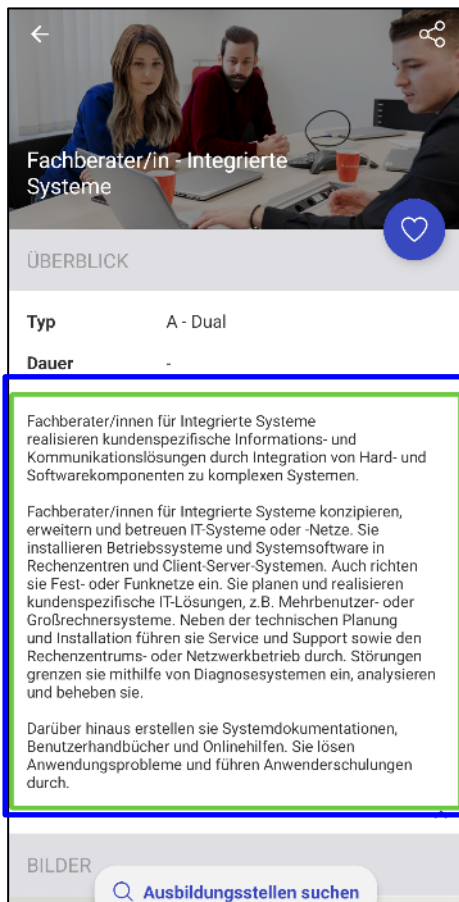 Fachberater/in - Integrierte
Systeme
ÜBERBLICK
Typ A - Dual
Dauer -
Fachberater/innen für Integrierte Systeme
realisieren kundenspezifische Informations- und
Kommunikationslösungen durch Integration von Hard- und
Softwarekomponenten zu komplexen Systemen.
Fachberater/innen für Integrierte Systeme konzipieren,
erweitern und betreuen IT-Systeme oder -Netze. Sie
installieren Betriebssysteme und Systemsoftware in
Rechenzentren und Client-Server-Systemen. Auch richten
sie Fest- oder Funknetze ein. Sie planen und realisieren
kundenspezifische IT-Lösungen, z.B. Mehrbenutzer- oder
Großrechnersysteme. Neben der technischen Planung
und Installation führen sie Service und Support sowie den
Rechenzentrums- oder Netzwerkbetrieb durch. Störungen
grenzen sie mithilfe von Diagnosesystemen ein, analysieren
und beheben sie.
Darüber hinaus erstellen sie Systemdokumentationen,
Benutzerhandbücher und Onlinehilfen. Sie lösen
Anwendungsprobleme und führen Anwenderschulungen
durch.
BILDER
Ausbildungsstellen suchen